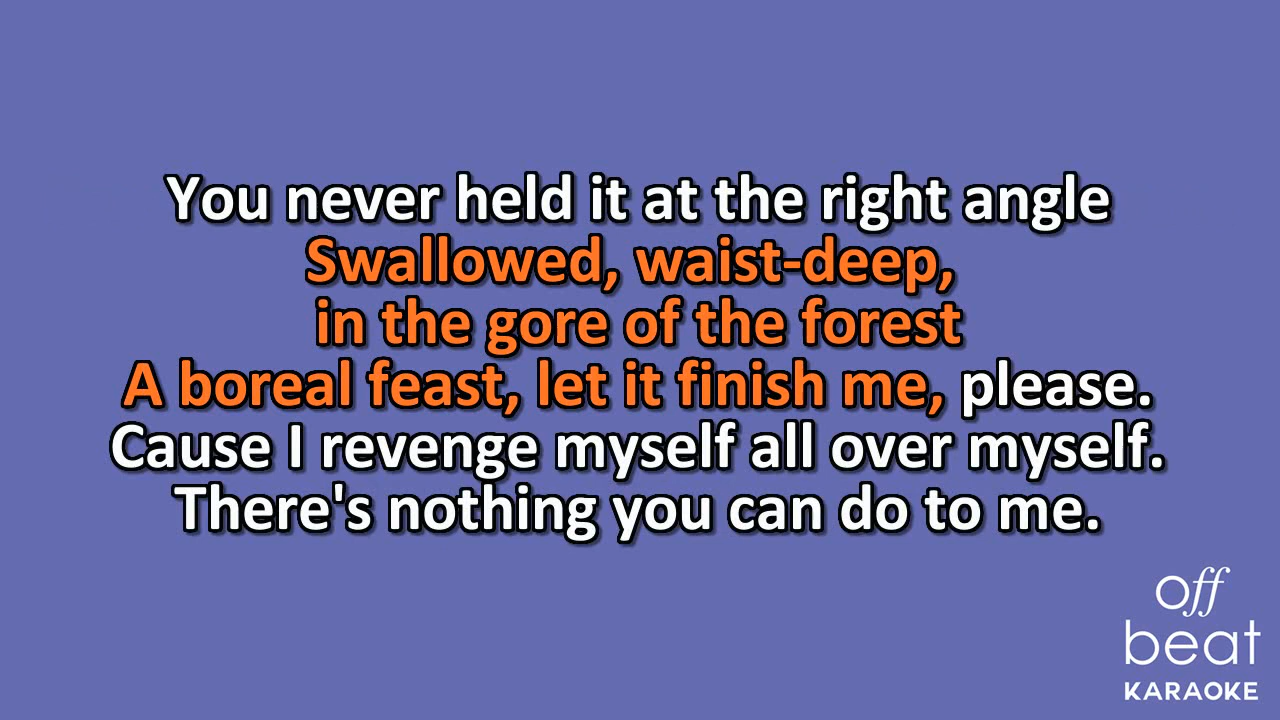 You never held it at the right angle
Swallowed, waist-deep,
in the gore of the forest
A boreal feast, let it finish me, please.
Cause I revenge myself all over myself.
There's nothing you can do to me.
off
beat
KARAOKE